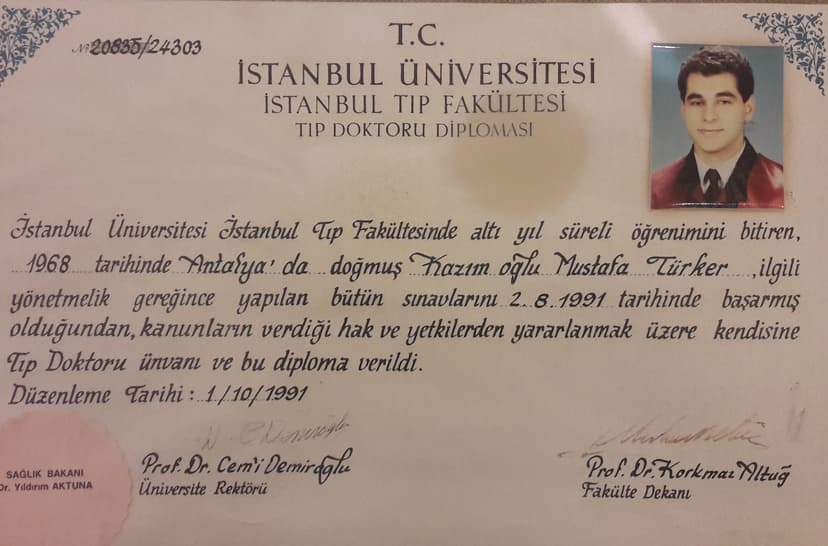 20835/24303
T.C.
İSTANBUL ÜNİVERSİTESİ
İSTANBUL TIP FAKÜLTESİ
TIP DOKTORU DİPLOMASI
İstanbul Üniversitesi İstanbul Tıp Fakültesinde altı yıl süreli öğrenimini bitiren,
1968 tarihinde Antalya'da doğmuş Kazım oğlu Mustafa Türker, ilgili
yönetmelik gereğince yapılan bütün sınavlarını 2.8.1991 tarihinde başarmış
olduğundan, kanunların verdiği hak ve yetkilerden yararlanmak üzere kendisine
Tıp Doktoru ünvanı ve bu diploma verildi.
Düzenleme Tarihi: 1/10/1991
SAĞLIK BAKANI
Dr. Yıldırım AKTUNA
Prof. Dr. Cem'i Demiroğlu
Üniversite Rektörü
Prof. Dr. Korkmaz Altuğ
Fakülte Dekanı